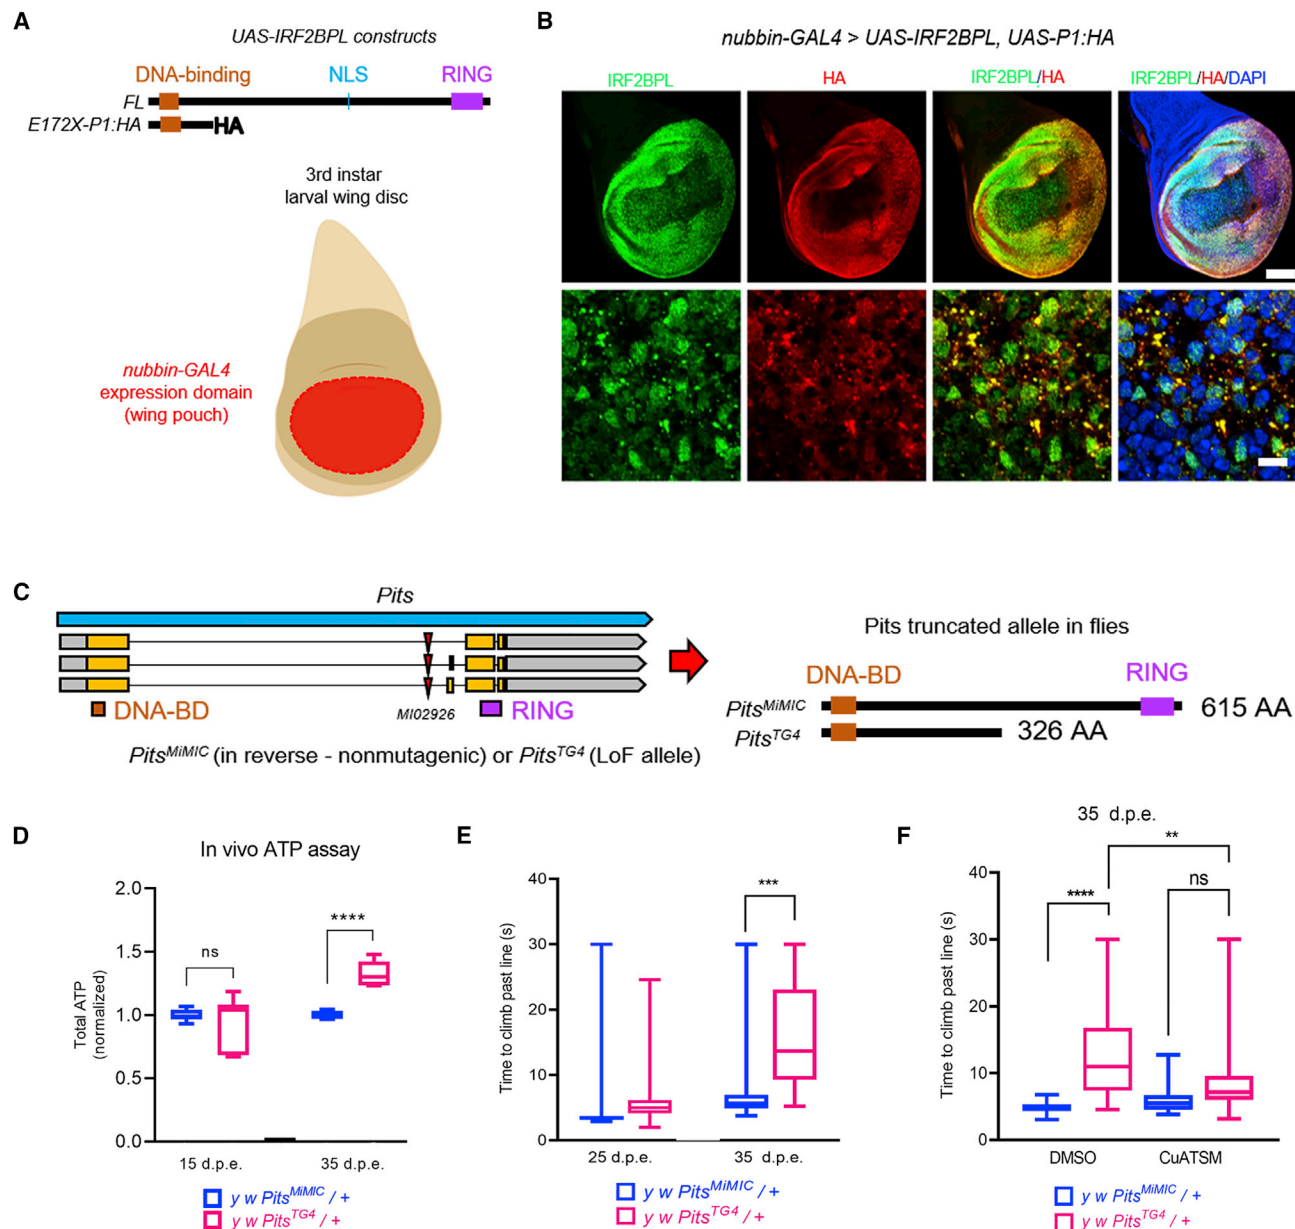 A
UAS-IRF2BPL constructs
DNA-binding NLS RING
FL
E172X-P1:HA HA
3rd instar
larval wing disc
nubbin-GAL4
expression domain
(wing pouch)
B
nubbin-GAL4 > UAS-IRF2BPL, UAS-P1:HA
IRF2BPL HA IRF2BPL/HA IRF2BPL/HA/DAPI
C
Pits
MI02926
DNA-BD RING
Pits^MiMIC (in reverse - nonmutagenic) or Pits^TG4 (LoF allele)
Pits truncated allele in flies
DNA-BD RING
Pits^MiMIC 615 AA
Pits^TG4 326 AA
D
In vivo ATP assay
Total ATP
(normalized)
2.0
1.5
1.0
0.5
0.0
ns
****
15 d.p.e. 35 d.p.e.
y w Pits^MiMIC / +
y w Pits^TG4 / +
E
Time to climb past line (s)
40
30
20
10
0
***
25 d.p.e. 35 d.p.e.
y w Pits^MiMIC / +
y w Pits^TG4 / +
F
35 d.p.e.
Time to climb past line (s)
40
30
20
10
0
**
****
ns
DMSO CuATSM
y w Pits^MiMIC / +
y w Pits^TG4 / +